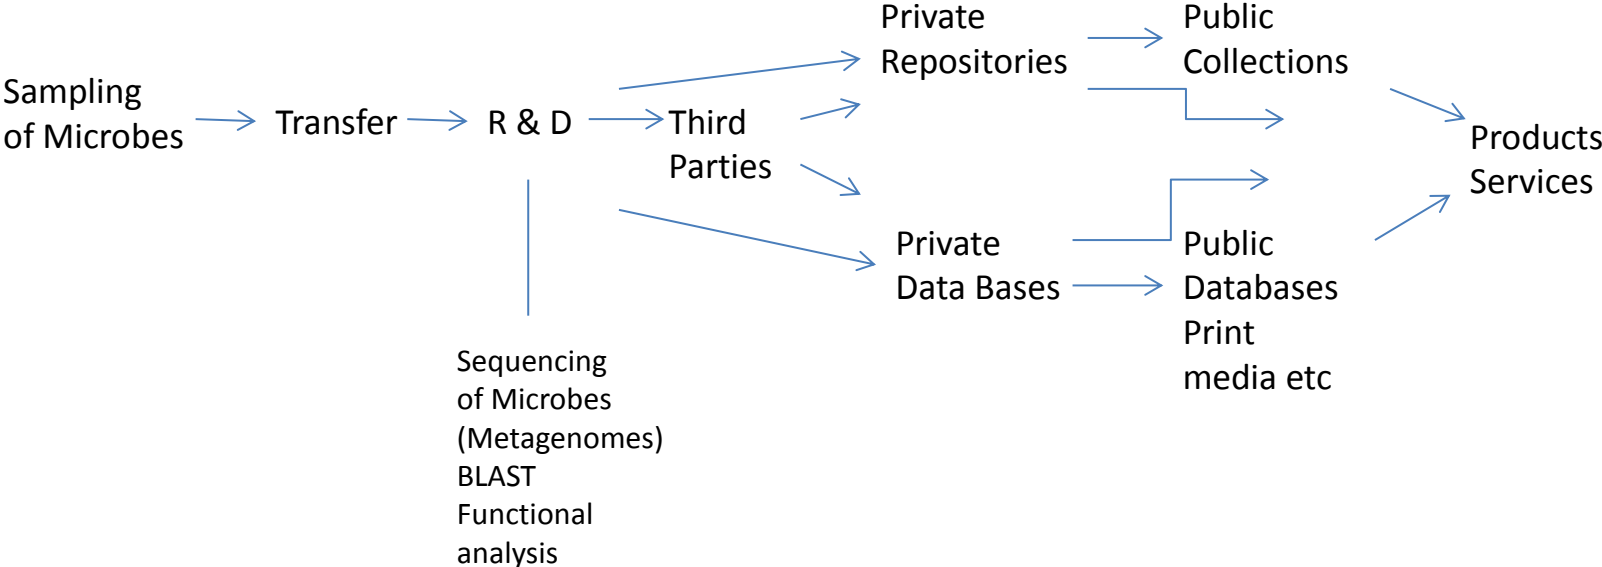 Sampling
of Microbes
Transfer
R & D
Third
Parties
Private
Repositories
Public
Collections
Private
Data Bases
Public
Databases
Print
media etc
Products
Services
Sequencing
of Microbes
(Metagenomes)
BLAST
Functional
analysis